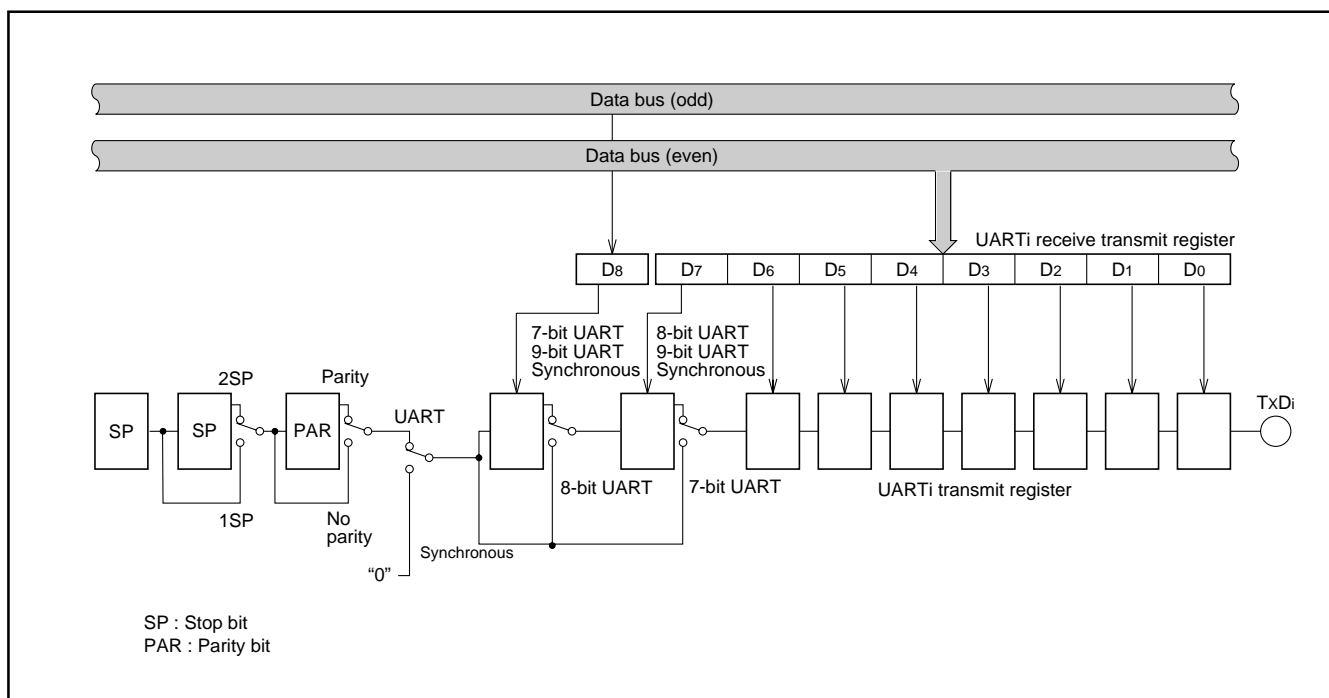 Data bus (odd)
Data bus (even)
UARTi receive transmit register
D8
D7
D6
D5
D4
D3
D2
D1
D0
7-bit UART
9-bit UART
Synchronous
8-bit UART
9-bit UART
Synchronous
2SP
Parity
UART
TXDi
SP
SP
PAR
8-bit UART
7-bit UART
UARTi transmit register
1SP
No
parity
Synchronous
“0”
SP : Stop bit
PAR : Parity bit